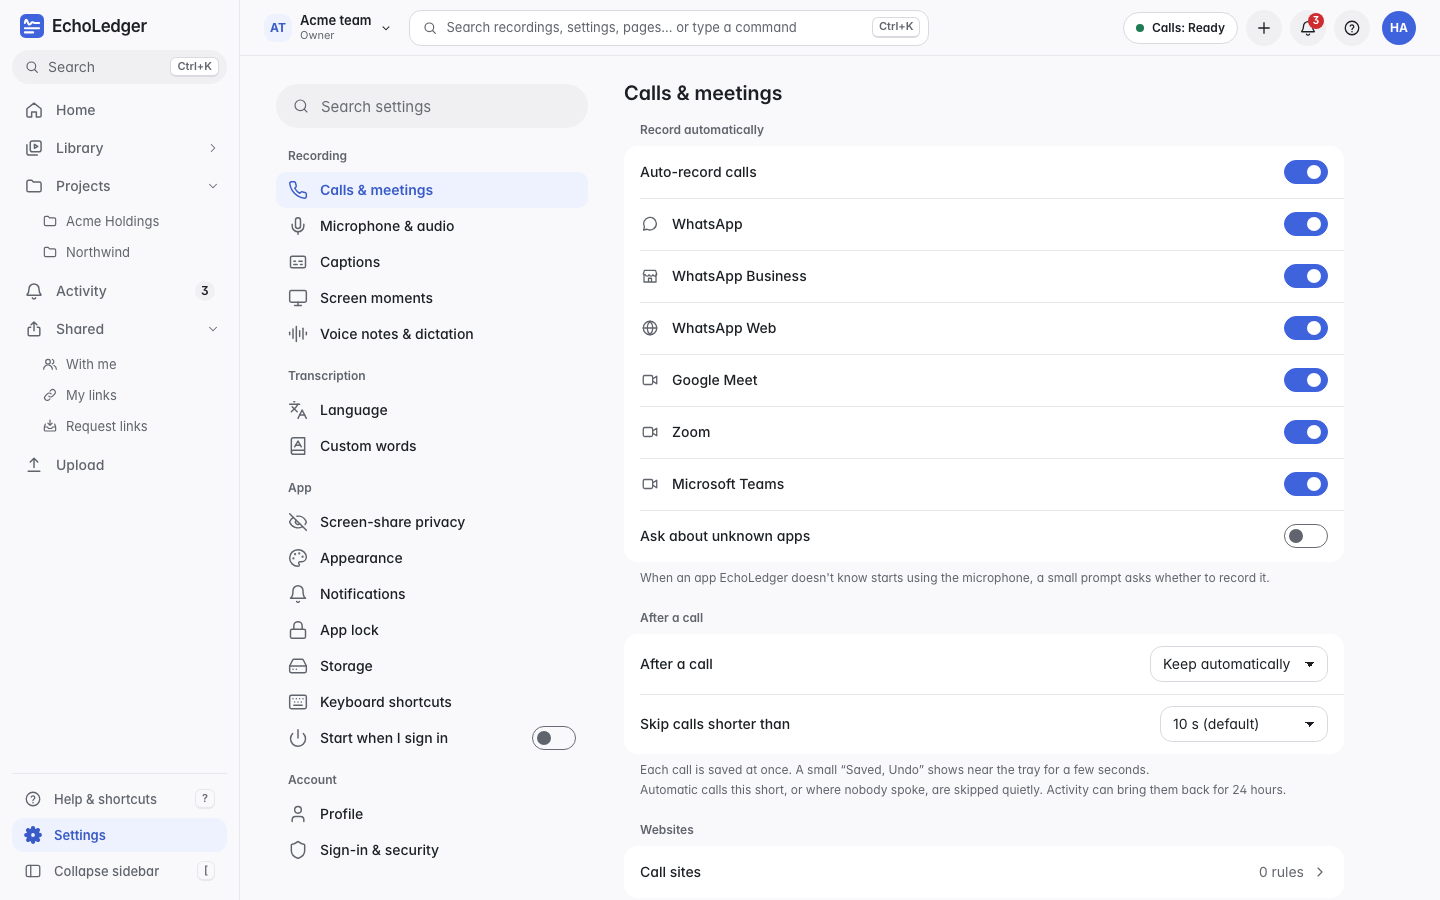 EchoLedger
Search
Ctrl+K
Home
Library
Projects
Acme Holdings
Northwind
Activity
3
Shared
With me
My links
Request links
Upload
Help & shortcuts
?
Settings
Collapse sidebar
[
AT
Acme team
Owner
Search recordings, settings, pages... or type a command
Ctrl+K
Calls: Ready
3
HA
Search settings
Recording
Calls & meetings
Microphone & audio
Captions
Screen moments
Voice notes & dictation
Transcription
Language
Custom words
App
Screen-share privacy
Appearance
Notifications
App lock
Storage
Keyboard shortcuts
Start when I sign in
Account
Profile
Sign-in & security
Calls & meetings
Record automatically
Auto-record calls
WhatsApp
WhatsApp Business
WhatsApp Web
Google Meet
Zoom
Microsoft Teams
Ask about unknown apps
When an app EchoLedger doesn't know starts using the microphone, a small prompt asks whether to record it.
After a call
After a call
Keep automatically
Skip calls shorter than
10 s (default)
Each call is saved at once. A small “Saved, Undo” shows near the tray for a few seconds.
Automatic calls this short, or where nobody spoke, are skipped quietly. Activity can bring them back for 24 hours.
Websites
Call sites
0 rules